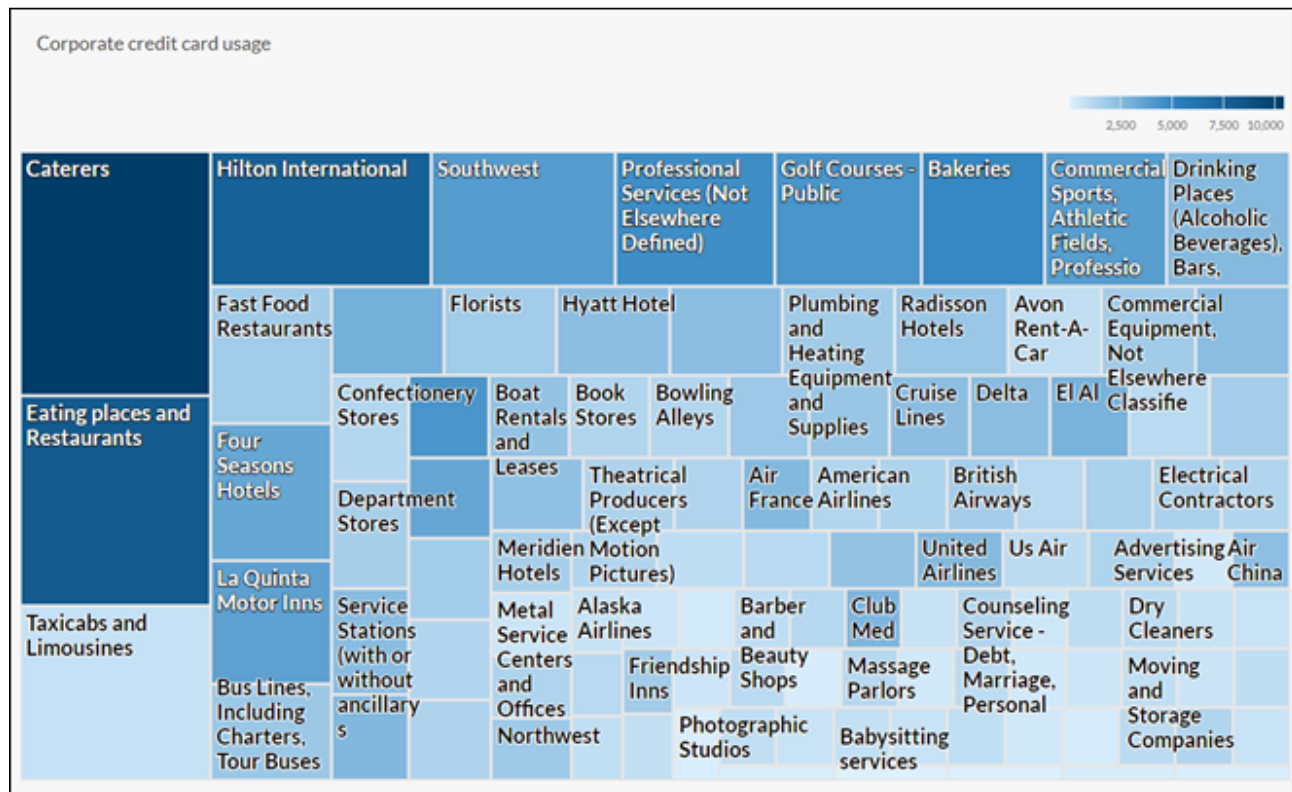 Corporate credit card usage
2,500 5,000 7,500 10,000
Caterers
Hilton International
Southwest
Professional
Services (Not
Elsewhere
Defined)
Golf Courses -
Public
Bakeries
Commercial
Sports,
Athletic
Fields,
Professio
Drinking
Places
(Alcoholic
Beverages),
Bars,
Eating places and
Restaurants
Taxicabs and
Limousines
Fast Food
Restaurants
Florists
Hyatt Hotel
Plumbing
and
Heating
Equipment
and
Supplies
Radisson
Hotels
Avon
Rent-A-
Car
Commercial
Equipment,
Not
Elsewhere
Classifie
Four
Seasons
Hotels
La Quinta
Motor Inns
Bus Lines,
Including
Charters,
Tour Buses
Confectionery
Stores
Boat
Rentals
and
Leases
Book
Stores
Bowling
Alleys
Cruise
Lines
Delta
El Al
Department
Stores
Theatrical
Producers
(Except
Motion
Pictures)
Air
France
American
Airlines
British
Airways
Electrical
Contractors
Meridien
Hotels
United
Airlines
Us Air
Advertising
Services
Air
China
Service
Stations
(with or
without
ancillary
s
Metal
Service
Centers
and
Offices
Alaska
Airlines
Barber
and
Beauty
Shops
Club
Med
Counseling
Service -
Debt,
Marriage,
Personal
Dry
Cleaners
Friendship
Inns
Massage
Parlors
Moving
and
Storage
Companies
Northwest
Photographic
Studios
Babysitting
services